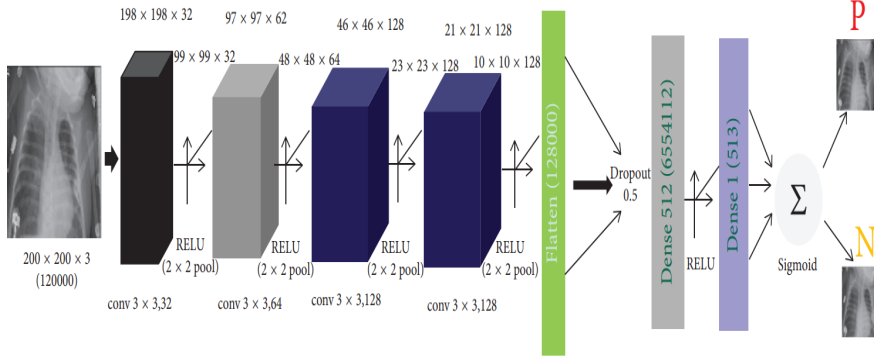 198 × 198 × 32
99 × 99 × 32
97 × 97 × 62
48 × 48 × 64
46 × 46 × 128
23 × 23 × 128
21 × 21 × 128
10 × 10 × 128
200 × 200 × 3
(120000)
RELU
(2 × 2 pool)
RELU
(2 × 2 pool)
RELU
(2 × 2 pool)
RELU
(2 × 2 pool)
conv 3 × 3,32
conv 3 × 3,64
conv 3 × 3,128
conv 3 × 3,128
Flatten (128000)
Dropout
0.5
Dense 512 (6554112)
RELU
Dense 1 (513)
Σ
Sigmoid
P
N